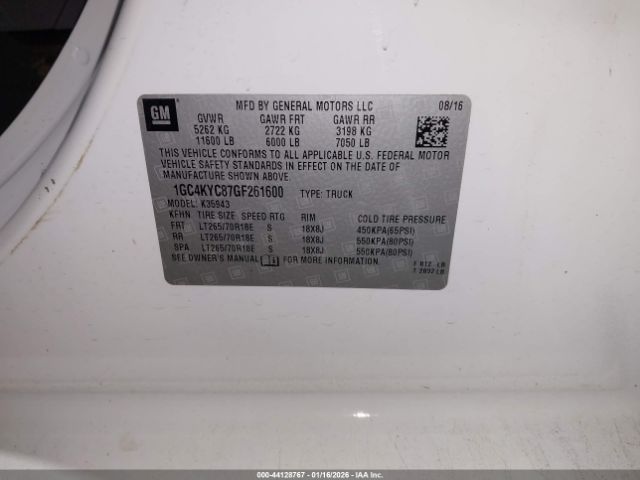 GM
MFD BY GENERAL MOTORS LLC 08/16
GVWR GAWR FRT GAWR RR
5262 KG 2722 KG 3198 KG
11600 LB 6000 LB 7050 LB
THIS VEHICLE CONFORMS TO ALL APPLICABLE U.S. FEDERAL MOTOR
VEHICLE SAFETY STANDARDS IN EFFECT ON THE DATE OF
MANUFACTURE SHOWN ABOVE.
1GC4KYC87GF261600 TYPE: TRUCK
MODEL: K35943
KFHN TIRE SIZE SPEED RTG RIM COLD TIRE PRESSURE
FRT LT265/70R18E S 18X8J 450KPA(65PSI)
RR LT265/70R18E S 18X8J 550KPA(80PSI)
SPA LT265/70R18E S 18X8J 550KPA(80PSI)
SEE OWNER'S MANUAL FOR MORE INFORMATION.
000-44128767 - 01/16/2026 - IAAHC